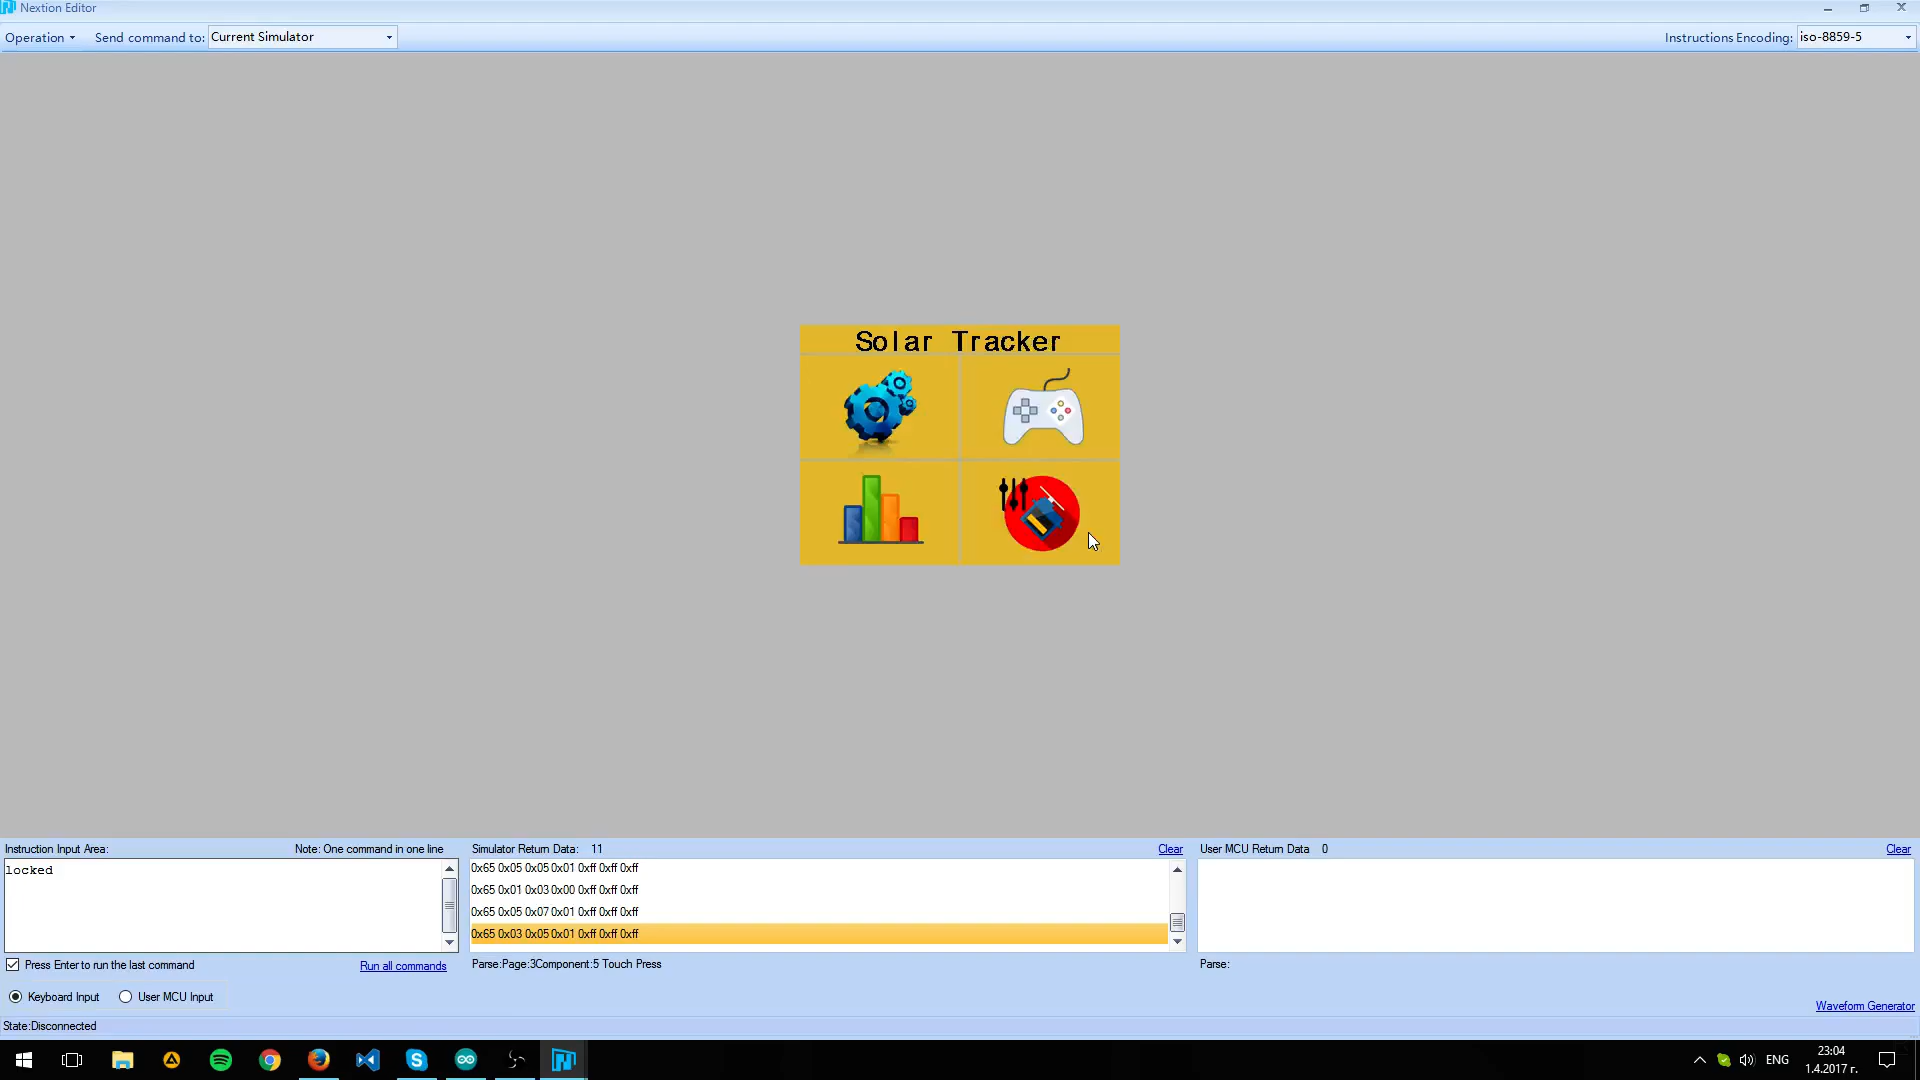 Nextion Editor
Operation Send command to: Current Simulator Instructions Encoding: iso-8859-5
Solar Tracker
Instruction Input Area: Note: One command in one line
locked
Press Enter to run the last command Run all commands
Keyboard Input User MCU Input
Simulator Return Data: 11 Clear
0x65 0x05 0x05 0x01 0xff 0xff 0xff
0x65 0x01 0x03 0x00 0xff 0xff 0xff
0x65 0x05 0x07 0x01 0xff 0xff 0xff
0x65 0x03 0x05 0x01 0xff 0xff 0xff
Parse:Page:3Component:5 Touch Press
User MCU Return Data 0 Clear
Parse:
Waveform Generator
State:Disconnected
ENG
23:04
1.4.2017 г.